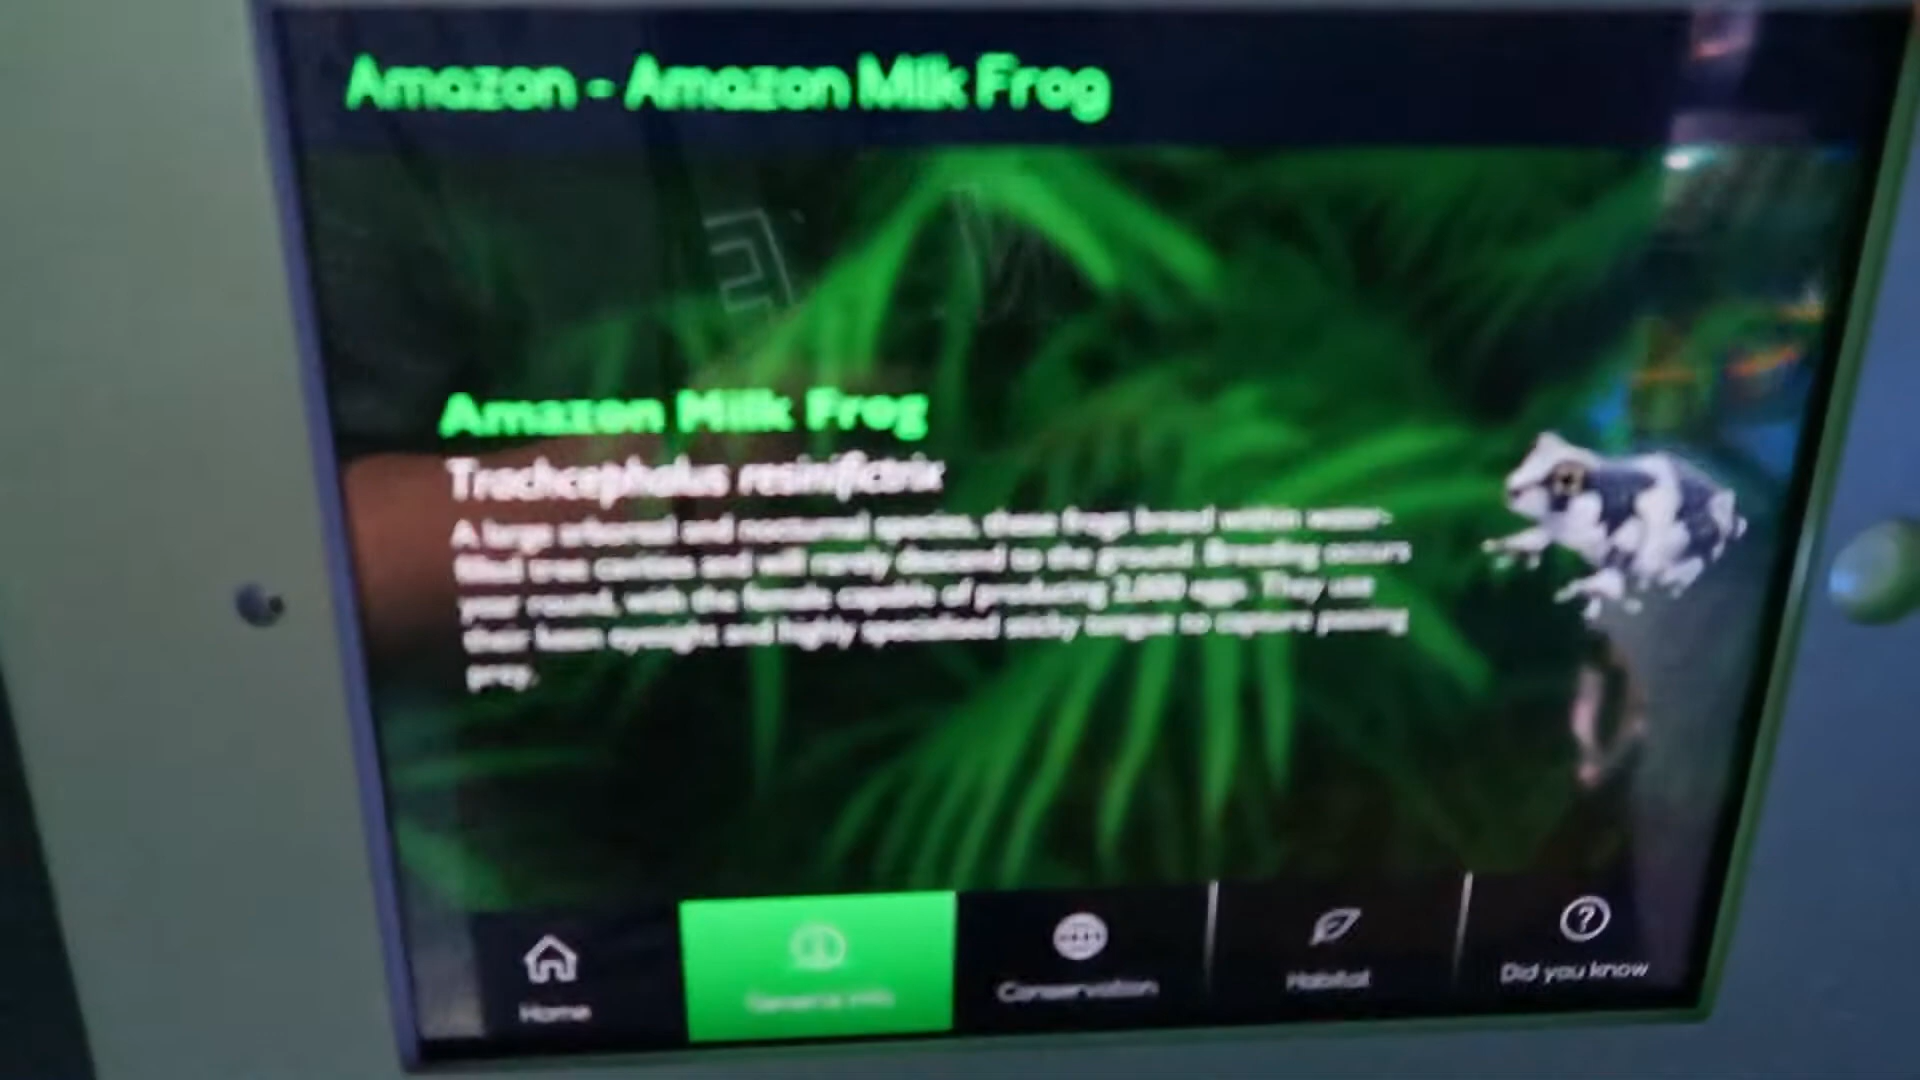 Amazon - Amazon Milk Frog
Amazon Milk Frog
Trachcephalus resinifictrix
A large arboreal and nocturnal species, these frogs breed within water-
filled tree cavities and will rarely descend to the ground. Breeding occurs
year round, with the female capable of producing 2,000 eggs. They use
their keen eyesight and highly specialised sticky tongue to capture passing
prey.
Home
General Info
Conservation
Habitat
Did you know